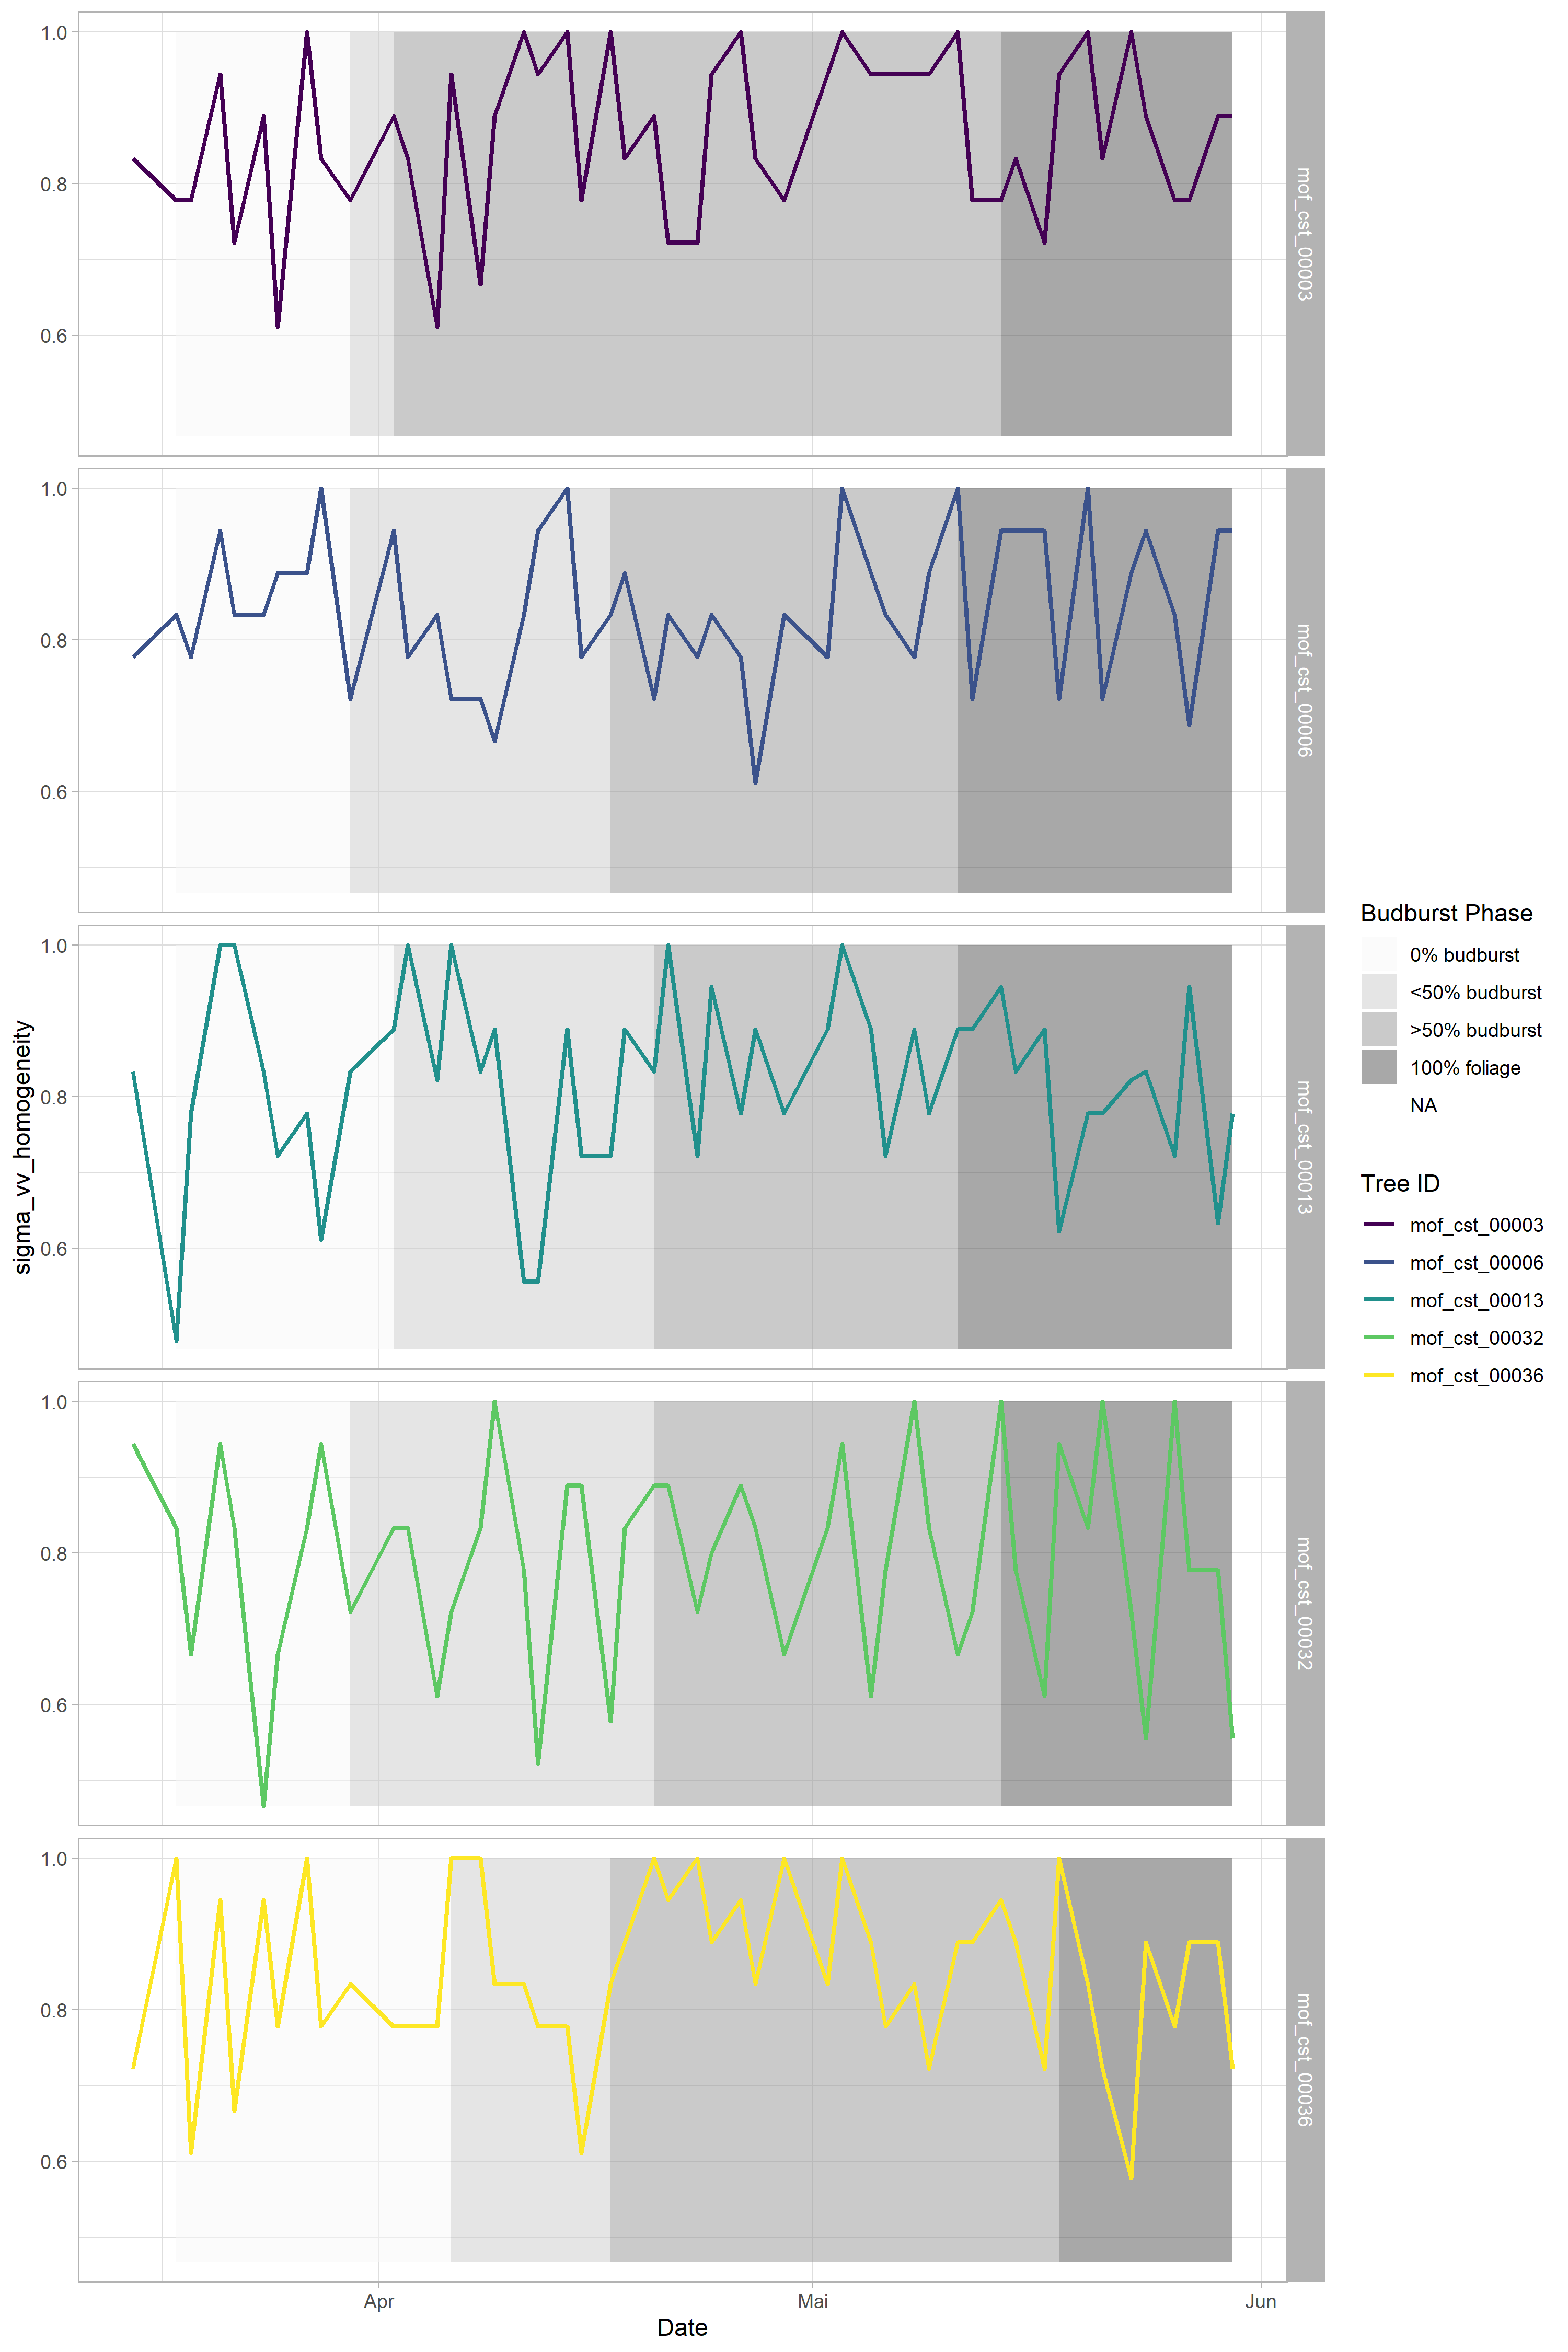 1.0
0.8
0.6
mof_cst_00003
1.0
0.8
0.6
mof_cst_00006
1.0
0.8
0.6
mof_cst_00013
1.0
0.8
0.6
mof_cst_00032
1.0
0.8
0.6
mof_cst_00036
sigma_vv_homogeneity
Apr
Mai
Jun
Date
Budburst Phase
0% budburst
<50% budburst
>50% budburst
100% foliage
NA
Tree ID
mof_cst_00003
mof_cst_00006
mof_cst_00013
mof_cst_00032
mof_cst_00036